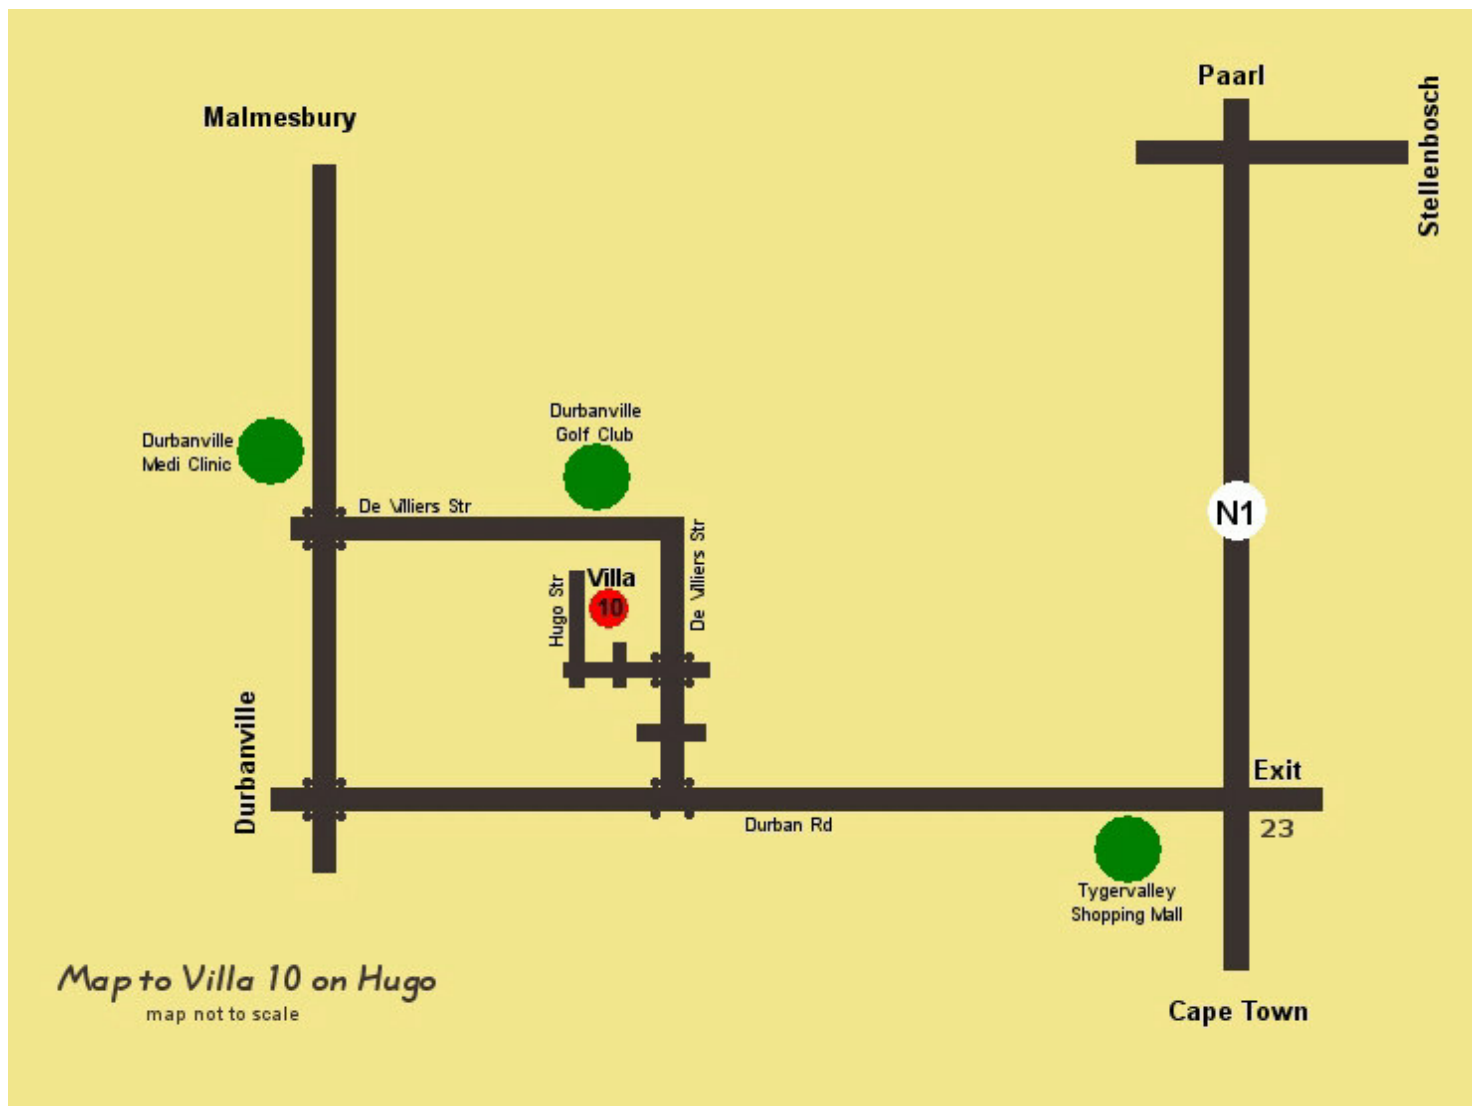 Paarl
Stellenbosch
Malmesbury
Durbanville
Golf Club
Durbanville
Medi Clinic
De Villiers Str
De Villiers Str
N1
Villa
10
Hugo Str
Durbanville
Exit
23
Durban Rd
Tygervalley
Shopping Mall
Map to Villa 10 on Hugo
map not to scale
Cape Town